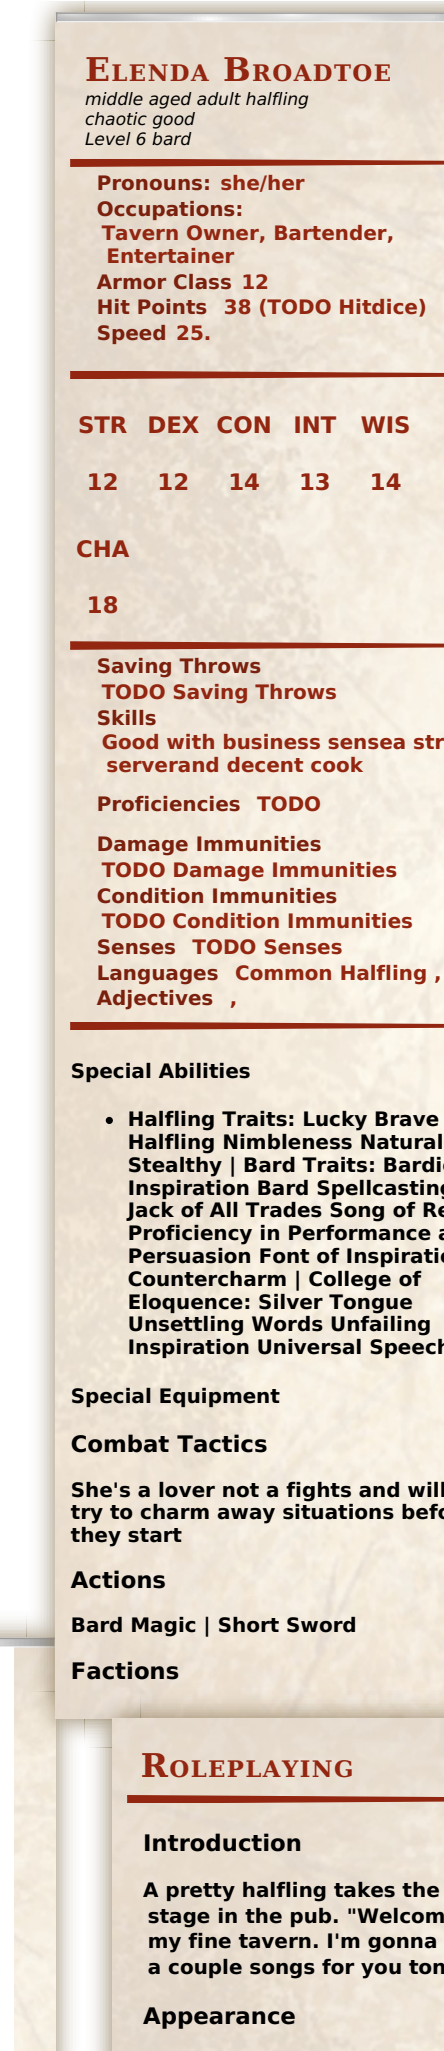 Elenda Broadtoe
middle aged adult halfling
chaotic good
Level 6 bard
Pronouns: she/her
Occupations:
Tavern Owner, Bartender,
Entertainer
Armor Class 12
Hit Points 38 (TODO Hitdice)
Speed 25.
STR DEX CON INT WIS
12 12 14 13 14
CHA
18
Saving Throws
TODO Saving Throws
Skills
Good with business sensea str
serverand decent cook
Proficiencies TODO
Damage Immunities
TODO Damage Immunities
Condition Immunities
TODO Condition Immunities
Senses TODO Senses
Languages Common Halfling ,
Adjectives ,
Special Abilities
• Halfling Traits: Lucky Brave
Halfling Nimbleness Natural
Stealthy | Bard Traits: Bardi
Inspiration Bard Spellcasting
Jack of All Trades Song of Re
Proficiency in Performance a
Persuasion Font of Inspirati
Countercharm | College of
Eloquence: Silver Tongue
Unsettling Words Unfailing
Inspiration Universal Speech
Special Equipment
Combat Tactics
She's a lover not a fights and will
try to charm away situations befo
they start
Actions
Bard Magic | Short Sword
Factions
Roleplaying
Introduction
A pretty halfling takes the
stage in the pub. "Welcom
my fine tavern. I'm gonna
a couple songs for you ton
Appearance